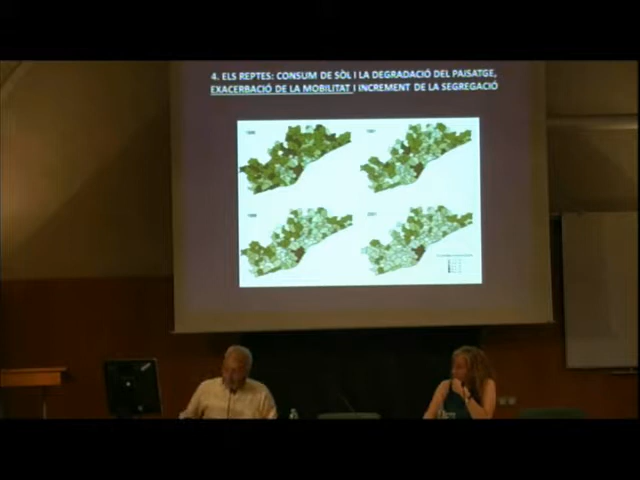 4. ELS REPTES: CONSUM DE SÒL I LA DEGRADACIÓ DEL PAISATGE,
EXACERBACIÓ DE LA MOBILITAT I INCREMENT DE LA SEGREGACIÓ